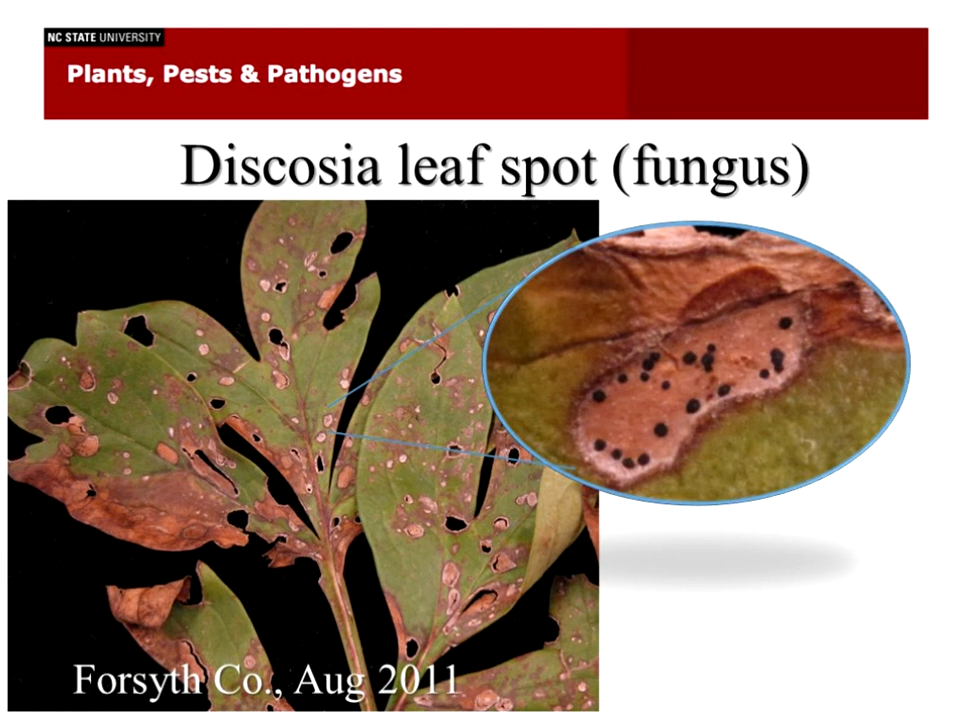 NC STATE UNIVERSITY
Plants, Pests & Pathogens
Discosia leaf spot (fungus)
Forsyth Co., Aug 2011